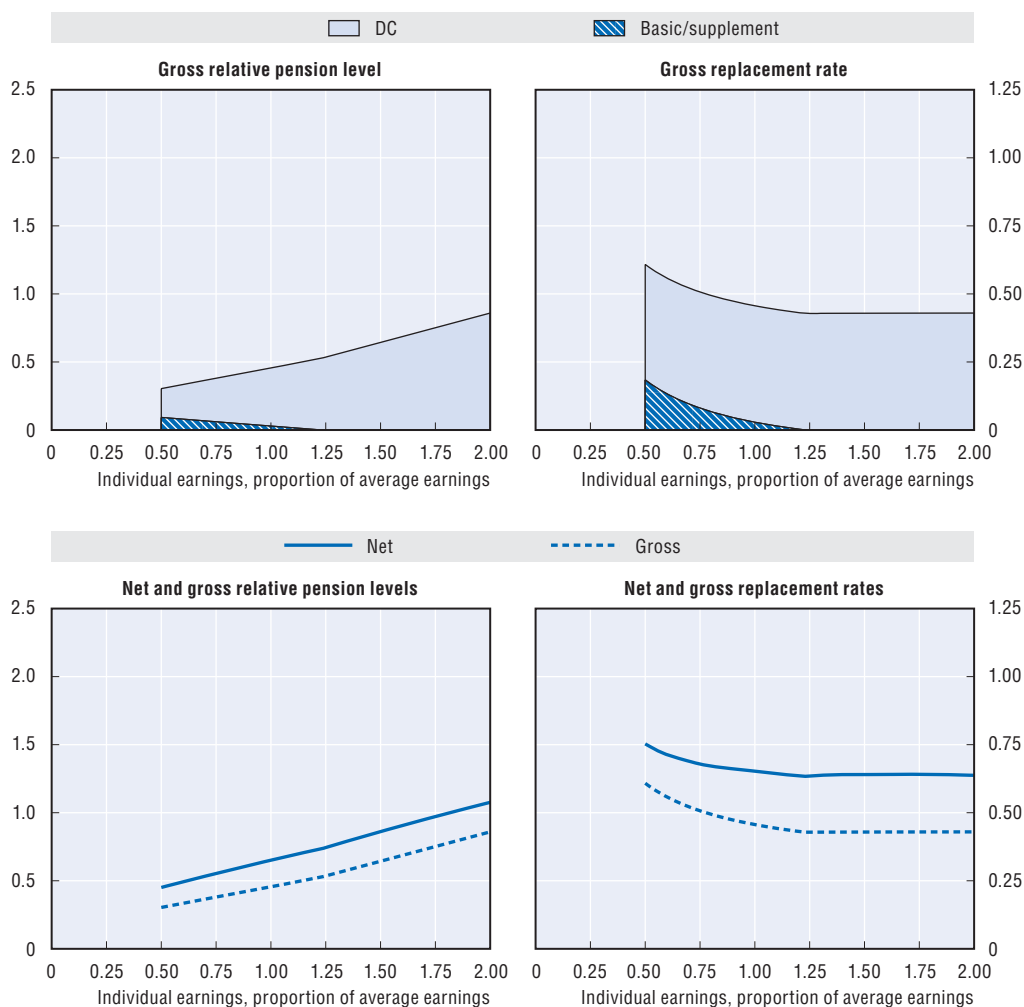 DC Basic/supplement
Gross relative pension level
2.5
2.0
1.5
1.0
0.5
0
0 0.25 0.50 0.75 1.00 1.25 1.50 1.75 2.00
Individual earnings, proportion of average earnings
Gross replacement rate
1.25
1.00
0.75
0.50
0.25
0
0 0.25 0.50 0.75 1.00 1.25 1.50 1.75 2.00
Individual earnings, proportion of average earnings
Net Gross
Net and gross relative pension levels
2.5
2.0
1.5
1.0
0.5
0
0 0.25 0.50 0.75 1.00 1.25 1.50 1.75 2.00
Individual earnings, proportion of average earnings
Net and gross replacement rates
1.25
1.00
0.75
0.50
0.25
0
0 0.25 0.50 0.75 1.00 1.25 1.50 1.75 2.00
Individual earnings, proportion of average earnings